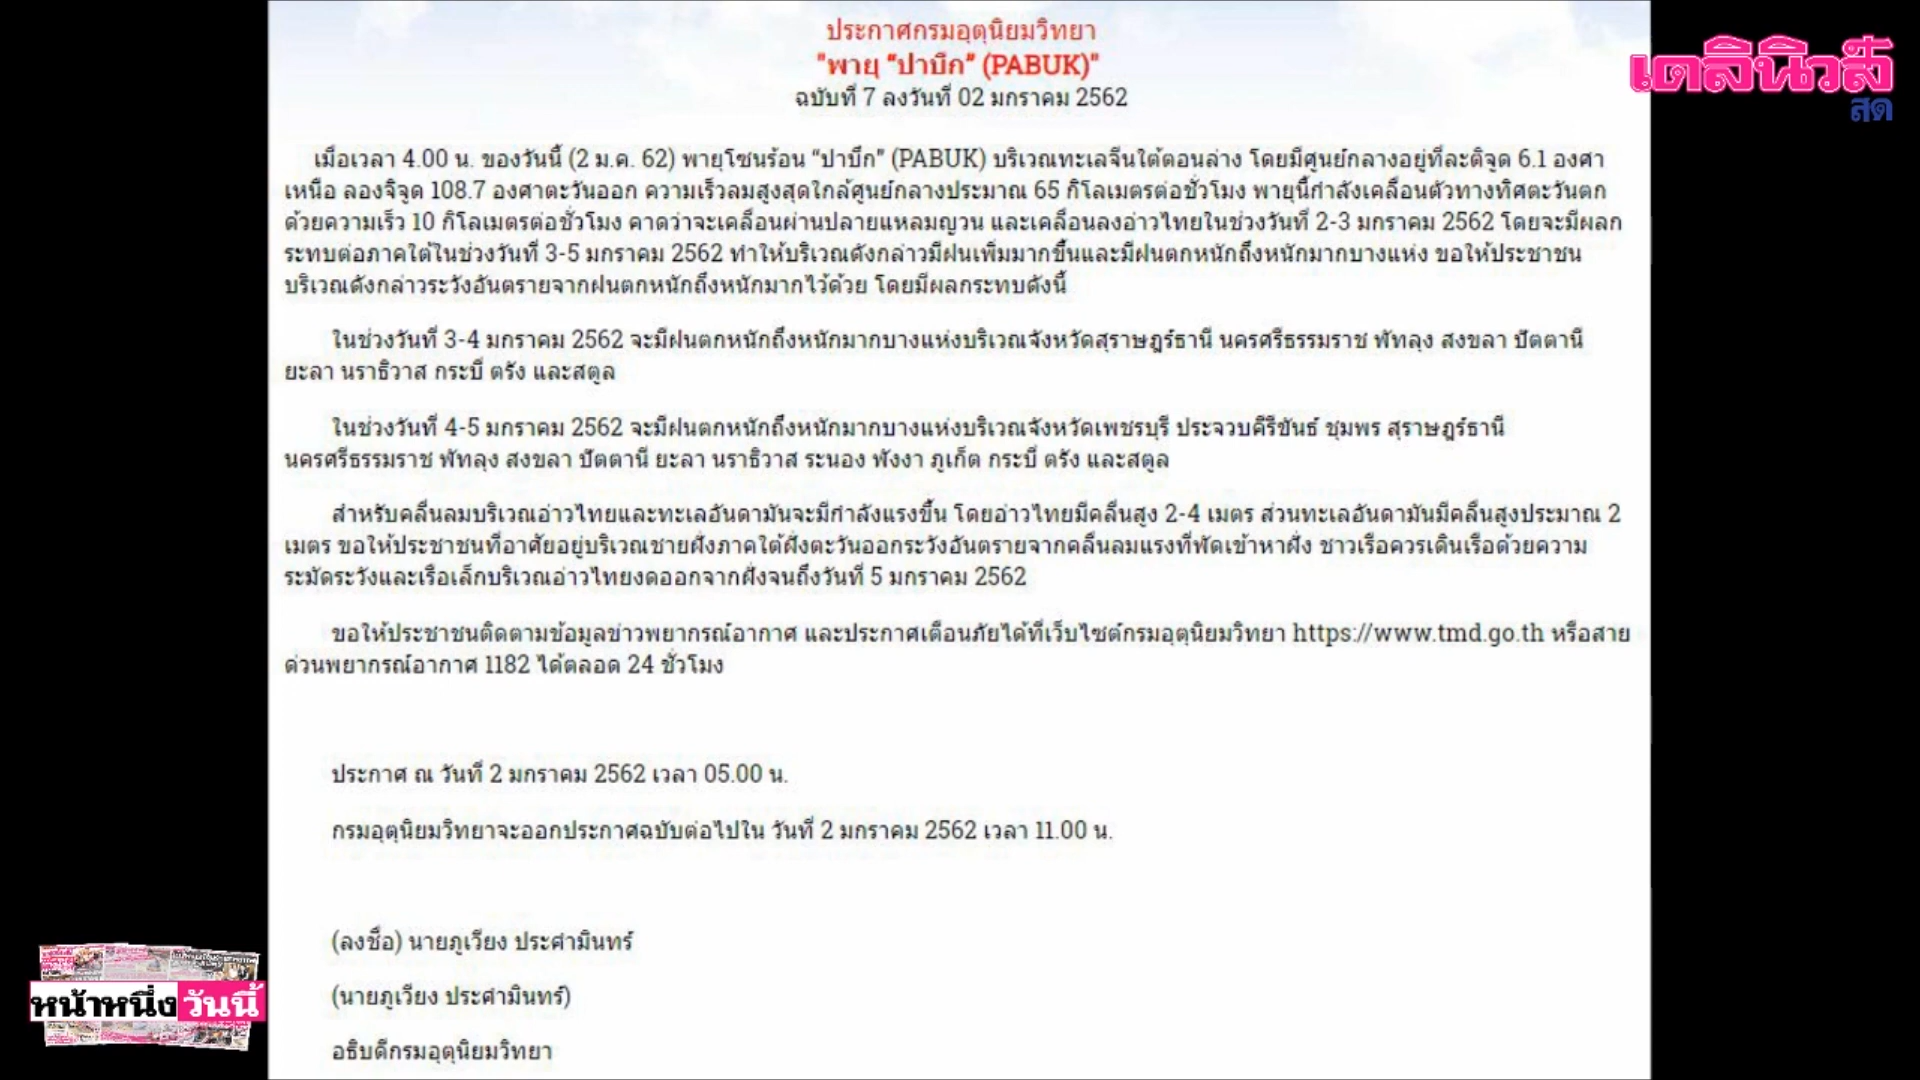 ประกาศกรมอุตุนิยมวิทยา
"พายุ “ปาบึก” (PABUK)"
ฉบับที่ 7 ลงวันที่ 02 มกราคม 2562
เดลินิวส์
สด
เมื่อเวลา 4.00 น. ของวันนี้ (2 ม.ค. 62) พายุโซนร้อน “ปาบึก” (PABUK) บริเวณทะเลจีนใต้ตอนล่าง โดยมีศูนย์กลางอยู่ที่ละติจูด 6.1 องศา
เหนือ ลองจิจูด 108.7 องศาตะวันออก ความเร็วลมสูงสุดใกล้ศูนย์กลางประมาณ 65 กิโลเมตรต่อชั่วโมง พายุนี้กำลังเคลื่อนตัวทางทิศตะวันตก
ด้วยความเร็ว 10 กิโลเมตรต่อชั่วโมง คาดว่าจะเคลื่อนผ่านปลายแหลมญวน และเคลื่อนลงอ่าวไทยในช่วงวันที่ 2-3 มกราคม 2562 โดยจะมีผลก
ระทบต่อภาคใต้ในช่วงวันที่ 3-5 มกราคม 2562 ทำให้บริเวณดังกล่าวมีฝนเพิ่มมากขึ้นและมีฝนตกหนักถึงหนักมากบางแห่ง ขอให้ประชาชน
บริเวณดังกล่าวระวังอันตรายจากฝนตกหนักถึงหนักมากไว้ด้วย โดยมีผลกระทบดังนี้
ในช่วงวันที่ 3-4 มกราคม 2562 จะมีฝนตกหนักถึงหนักมากบางแห่งบริเวณจังหวัดสุราษฎร์ธานี นครศรีธรรมราช พัทลุง สงขลา ปัตตานี
ยะลา นราธิวาส กระบี่ ตรัง และสตูล
ในช่วงวันที่ 4-5 มกราคม 2562 จะมีฝนตกหนักถึงหนักมากบางแห่งบริเวณจังหวัดเพชรบุรี ประจวบคีรีขันธ์ ชุมพร สุราษฎร์ธานี
นครศรีธรรมราช พัทลุง สงขลา ปัตตานี ยะลา นราธิวาส ระนอง พังงา ภูเก็ต กระบี่ ตรัง และสตูล
สำหรับคลื่นลมบริเวณอ่าวไทยและทะเลอันดามันจะมีกำลังแรงขึ้น โดยอ่าวไทยมีคลื่นสูง 2-4 เมตร ส่วนทะเลอันดามันมีคลื่นสูงประมาณ 2
เมตร ขอให้ประชาชนที่อาศัยอยู่บริเวณชายฝั่งภาคใต้ฝั่งตะวันออกระวังอันตรายจากคลื่นลมแรงที่พัดเข้าหาฝั่ง ชาวเรือควรเดินเรือด้วยความ
ระมัดระวังและเรือเล็กบริเวณอ่าวไทยงดออกจากฝั่งจนถึงวันที่ 5 มกราคม 2562
ขอให้ประชาชนติดตามข้อมูลข่าวพยากรณ์อากาศ และประกาศเตือนภัยได้ที่เว็บไซต์กรมอุตุนิยมวิทยา https://www.tmd.go.th หรือสาย
ด่วนพยากรณ์อากาศ 1182 ได้ตลอด 24 ชั่วโมง
ประกาศ ณ วันที่ 2 มกราคม 2562 เวลา 05.00 น.
กรมอุตุนิยมวิทยาจะออกประกาศฉบับต่อไปใน วันที่ 2 มกราคม 2562 เวลา 11.00 น.
(ลงชื่อ) นายภูเวียง ประคำมินทร์
(นายภูเวียง ประคำมินทร์)
อธิบดีกรมอุตุนิยมวิทยา
หน้าหนึ่งวันนี้